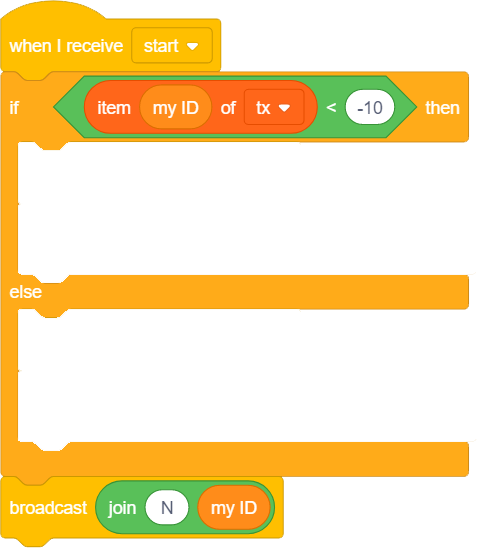 when I receive start
if item my ID of tx < -10 then
else
broadcast join N my ID